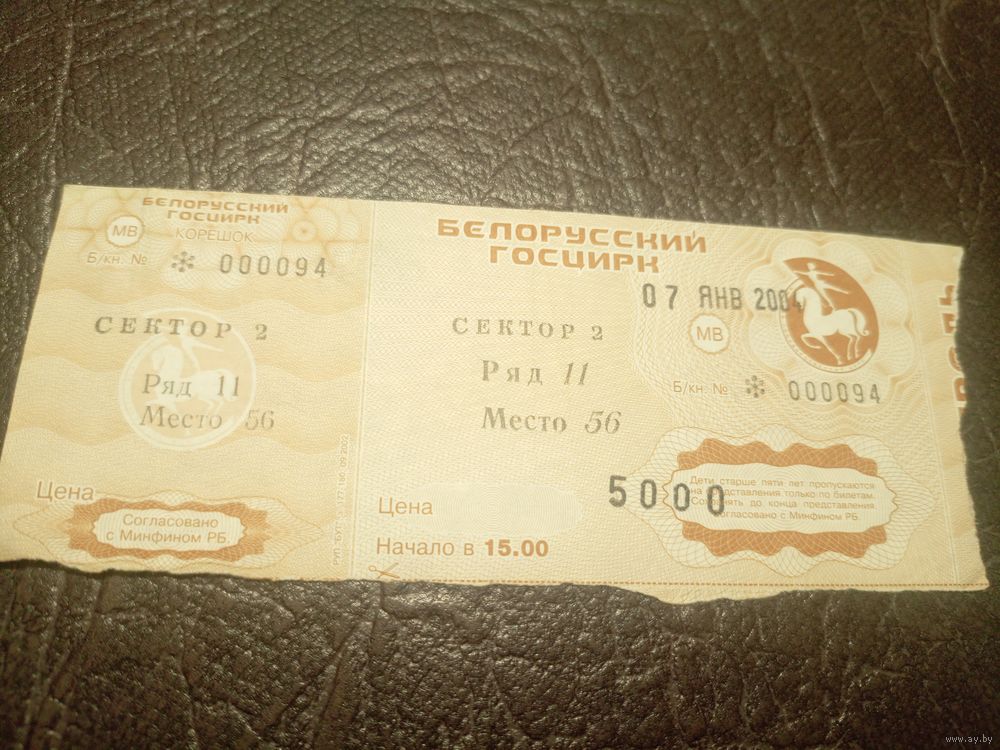 БЕЛОРУССКИЙ
ГОСЦИРК
КОРЕШОК
МВ
Б/кн. № * 000094
СЕКТОР 2
Ряд 11
Место 56
Цена
Согласовано
с Минфином РБ.
БЕЛОРУССКИЙ
ГОСЦИРК
07 ЯНВ 2004
МВ
СЕКТОР 2
Ряд 11
Место 56
Б/кн. № * 000094
Цена
5000
Дети старше пяти лет пропускаются
на представления только по билетам.
Сохранять до конца представления.
Согласовано с Минфином РБ.
Начало в 15.00
www.ay.by